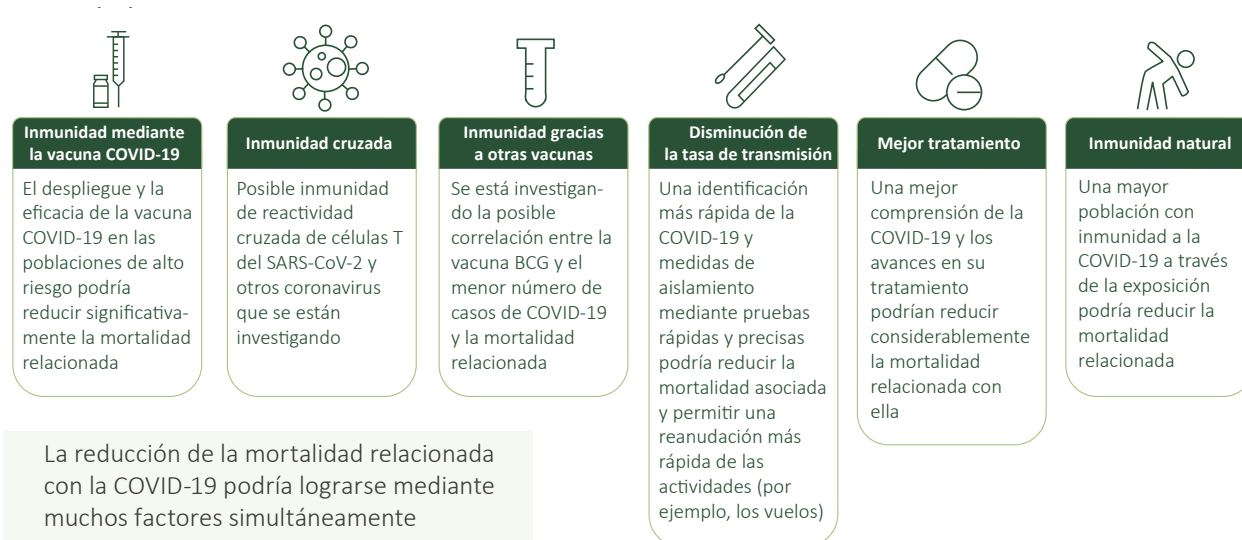 Inmunidad mediante
la vacuna COVID-19
El despliegue y la
eficacia de la vacuna
COVID-19 en las
poblaciones de alto
riesgo podría
reducir significativa-
mente la mortalidad
relacionada
Inmunidad cruzada
Posible inmunidad
de reactividad
cruzada de células T
del SARS-CoV-2 y
otros coronavirus
que se están
investigando
Inmunidad gracias
a otras vacunas
Se está investigan-
do la posible
correlación entre la
vacuna BCG y el
menor número de
casos de COVID-19
y la mortalidad
relacionada
Disminución de
la tasa de transmisión
Una identificación
más rápida de la
COVID-19 y
medidas de
aislamiento
mediante pruebas
rápidas y precisas
podría reducir la
mortalidad asociada
y permitir una
reanudación más
rápida de las
actividades (por
ejemplo, los vuelos)
Mejor tratamiento
Una mejor
comprensión de la
COVID-19 y los
avances en su
tratamiento
podrían reducir
considerablemente
la mortalidad
relacionada con
ella
Inmunidad natural
Una mayor
población con
inmunidad a la
COVID-19 a través
de la exposición
podría reducir la
mortalidad
relacionada
La reducción de la mortalidad relacionada
con la COVID-19 podría lograrse mediante
muchos factores simultáneamente